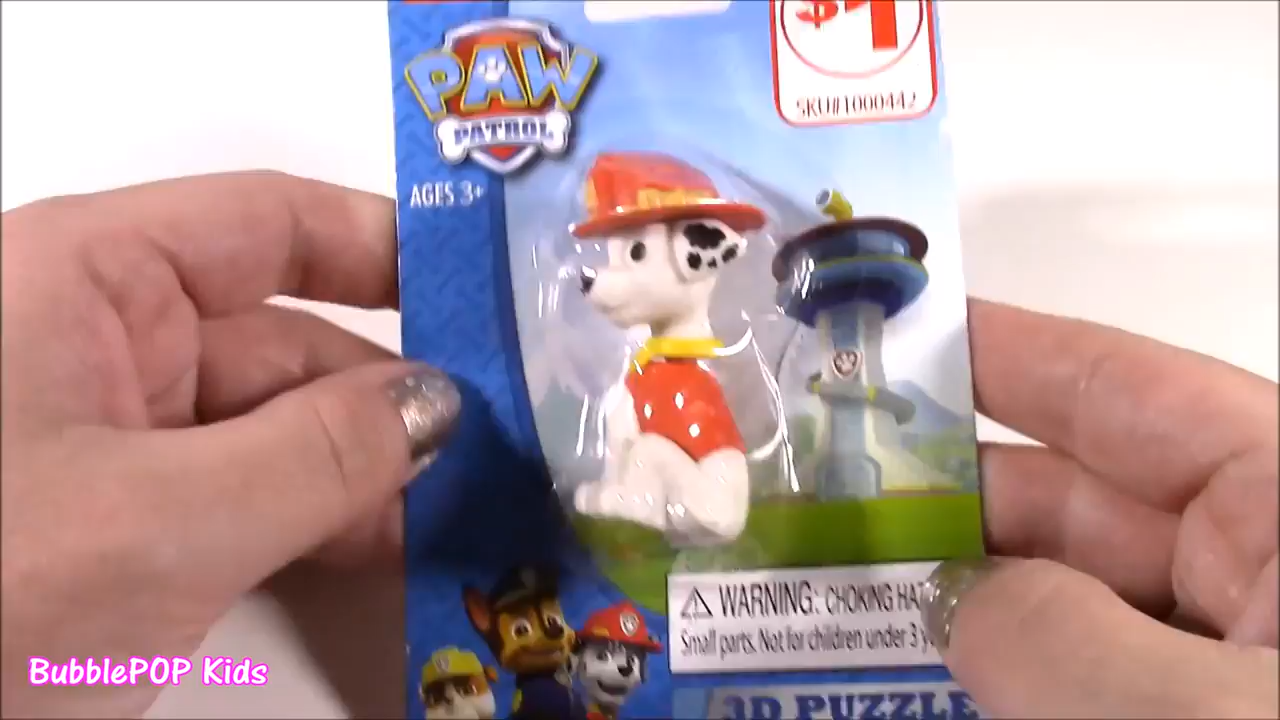 PAW
PATROL
$1
SKU#1000442
AGES 3+
WARNING: CHOKING
Small parts. Not for children under 3
3D PUZZLE
BubblePOP Kids